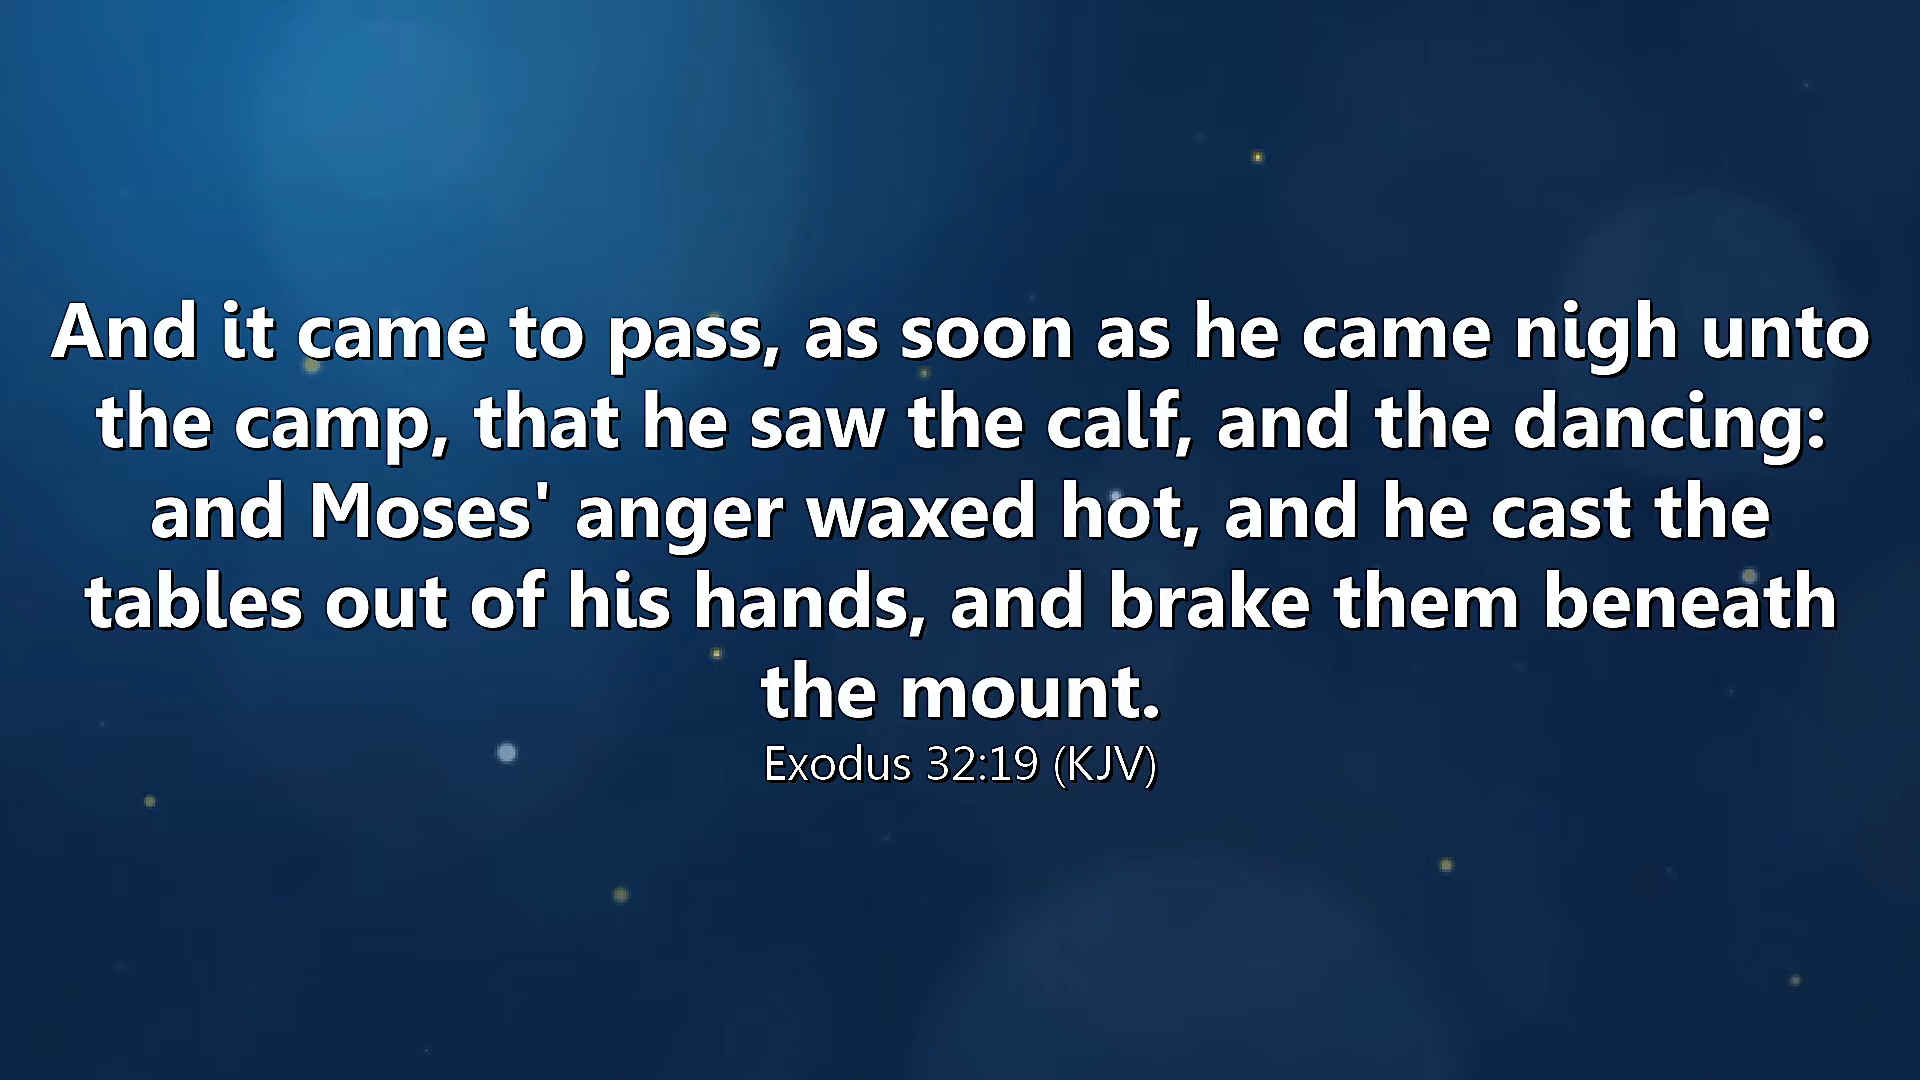 And it came to pass, as soon as he came nigh unto
the camp, that he saw the calf, and the dancing:
and Moses' anger waxed hot, and he cast the
tables out of his hands, and brake them beneath
the mount.
Exodus 32:19 (KJV)